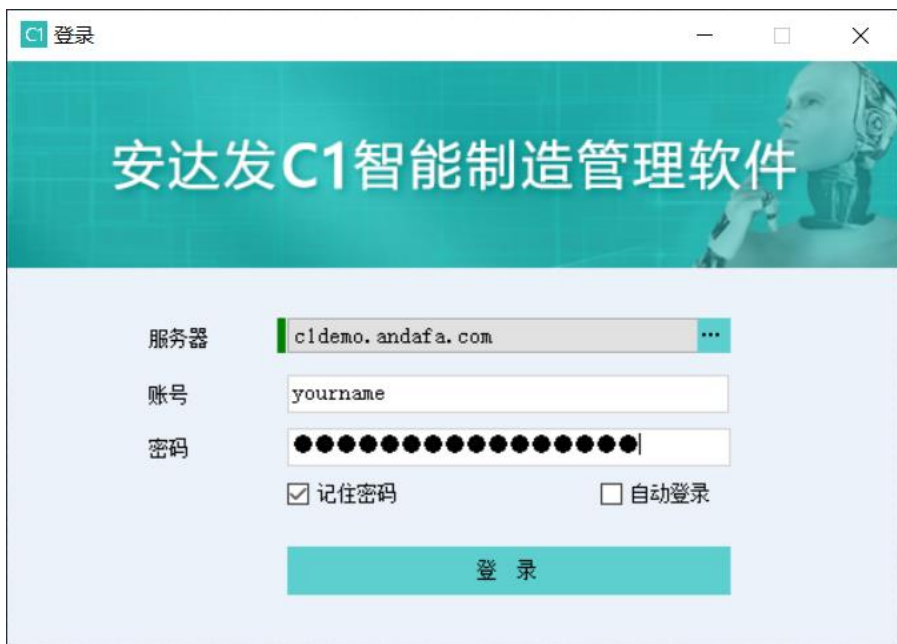 C1 登录
安达发C1智能制造管理软件
服务器 c1demo.andafa.com ...
账号 yourname
密码 ●●●●●●●●●●●●●●●●
记住密码 自动登录
登 录